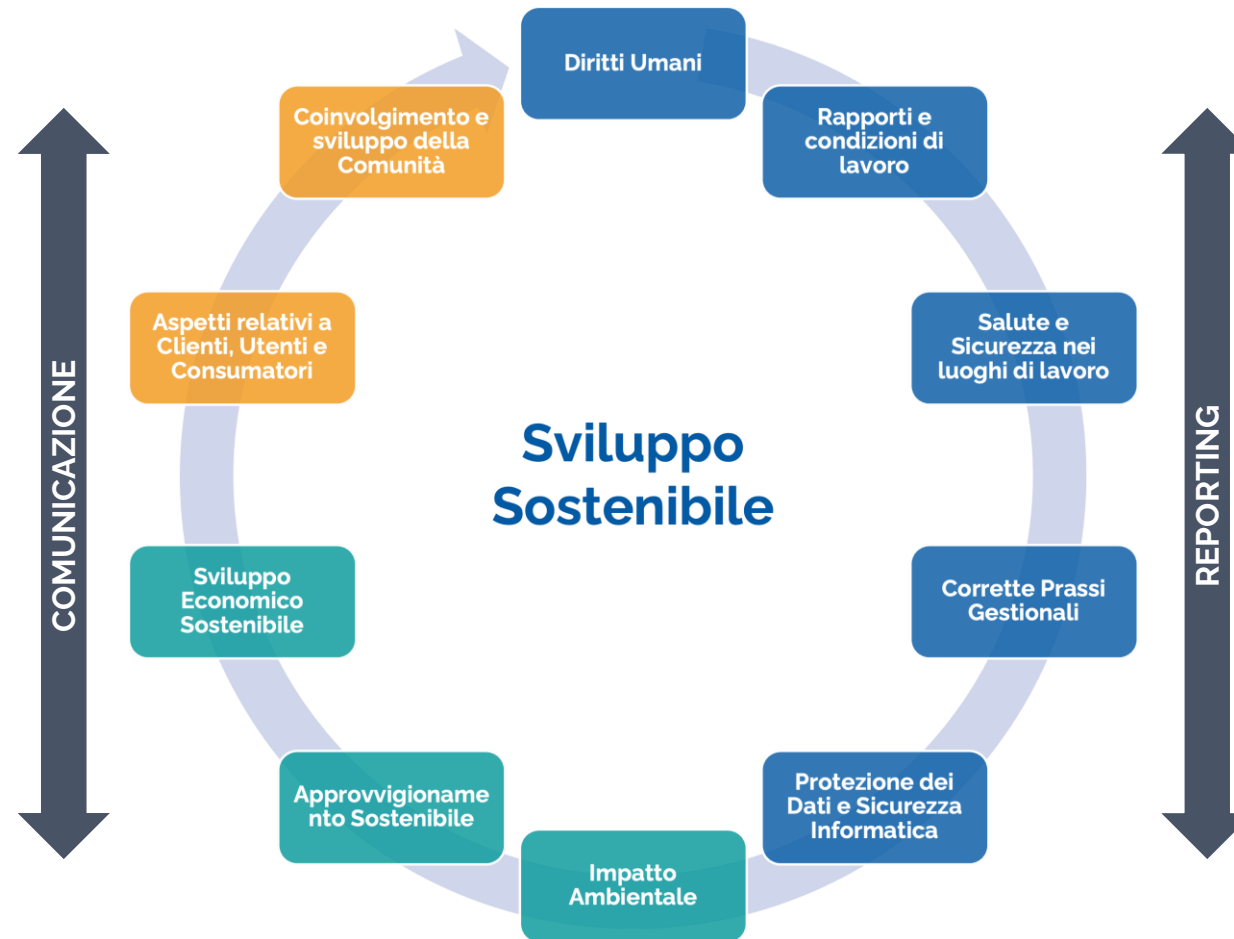 Diritti Umani
Rapporti e
condizioni di
lavoro
Salute e
Sicurezza nei
luoghi di lavoro
Corrette Prassi
Gestionali
Protezione dei
Dati e Sicurezza
Informatica
Impatto
Ambientale
Approvvigioname
nto Sostenibile
Sviluppo
Economico
Sostenibile
Aspetti relativi a
Clienti, Utenti e
Consumatori
Coinvolgimento e
sviluppo della
Comunità
Sviluppo
Sostenibile
COMUNICAZIONE
REPORTING